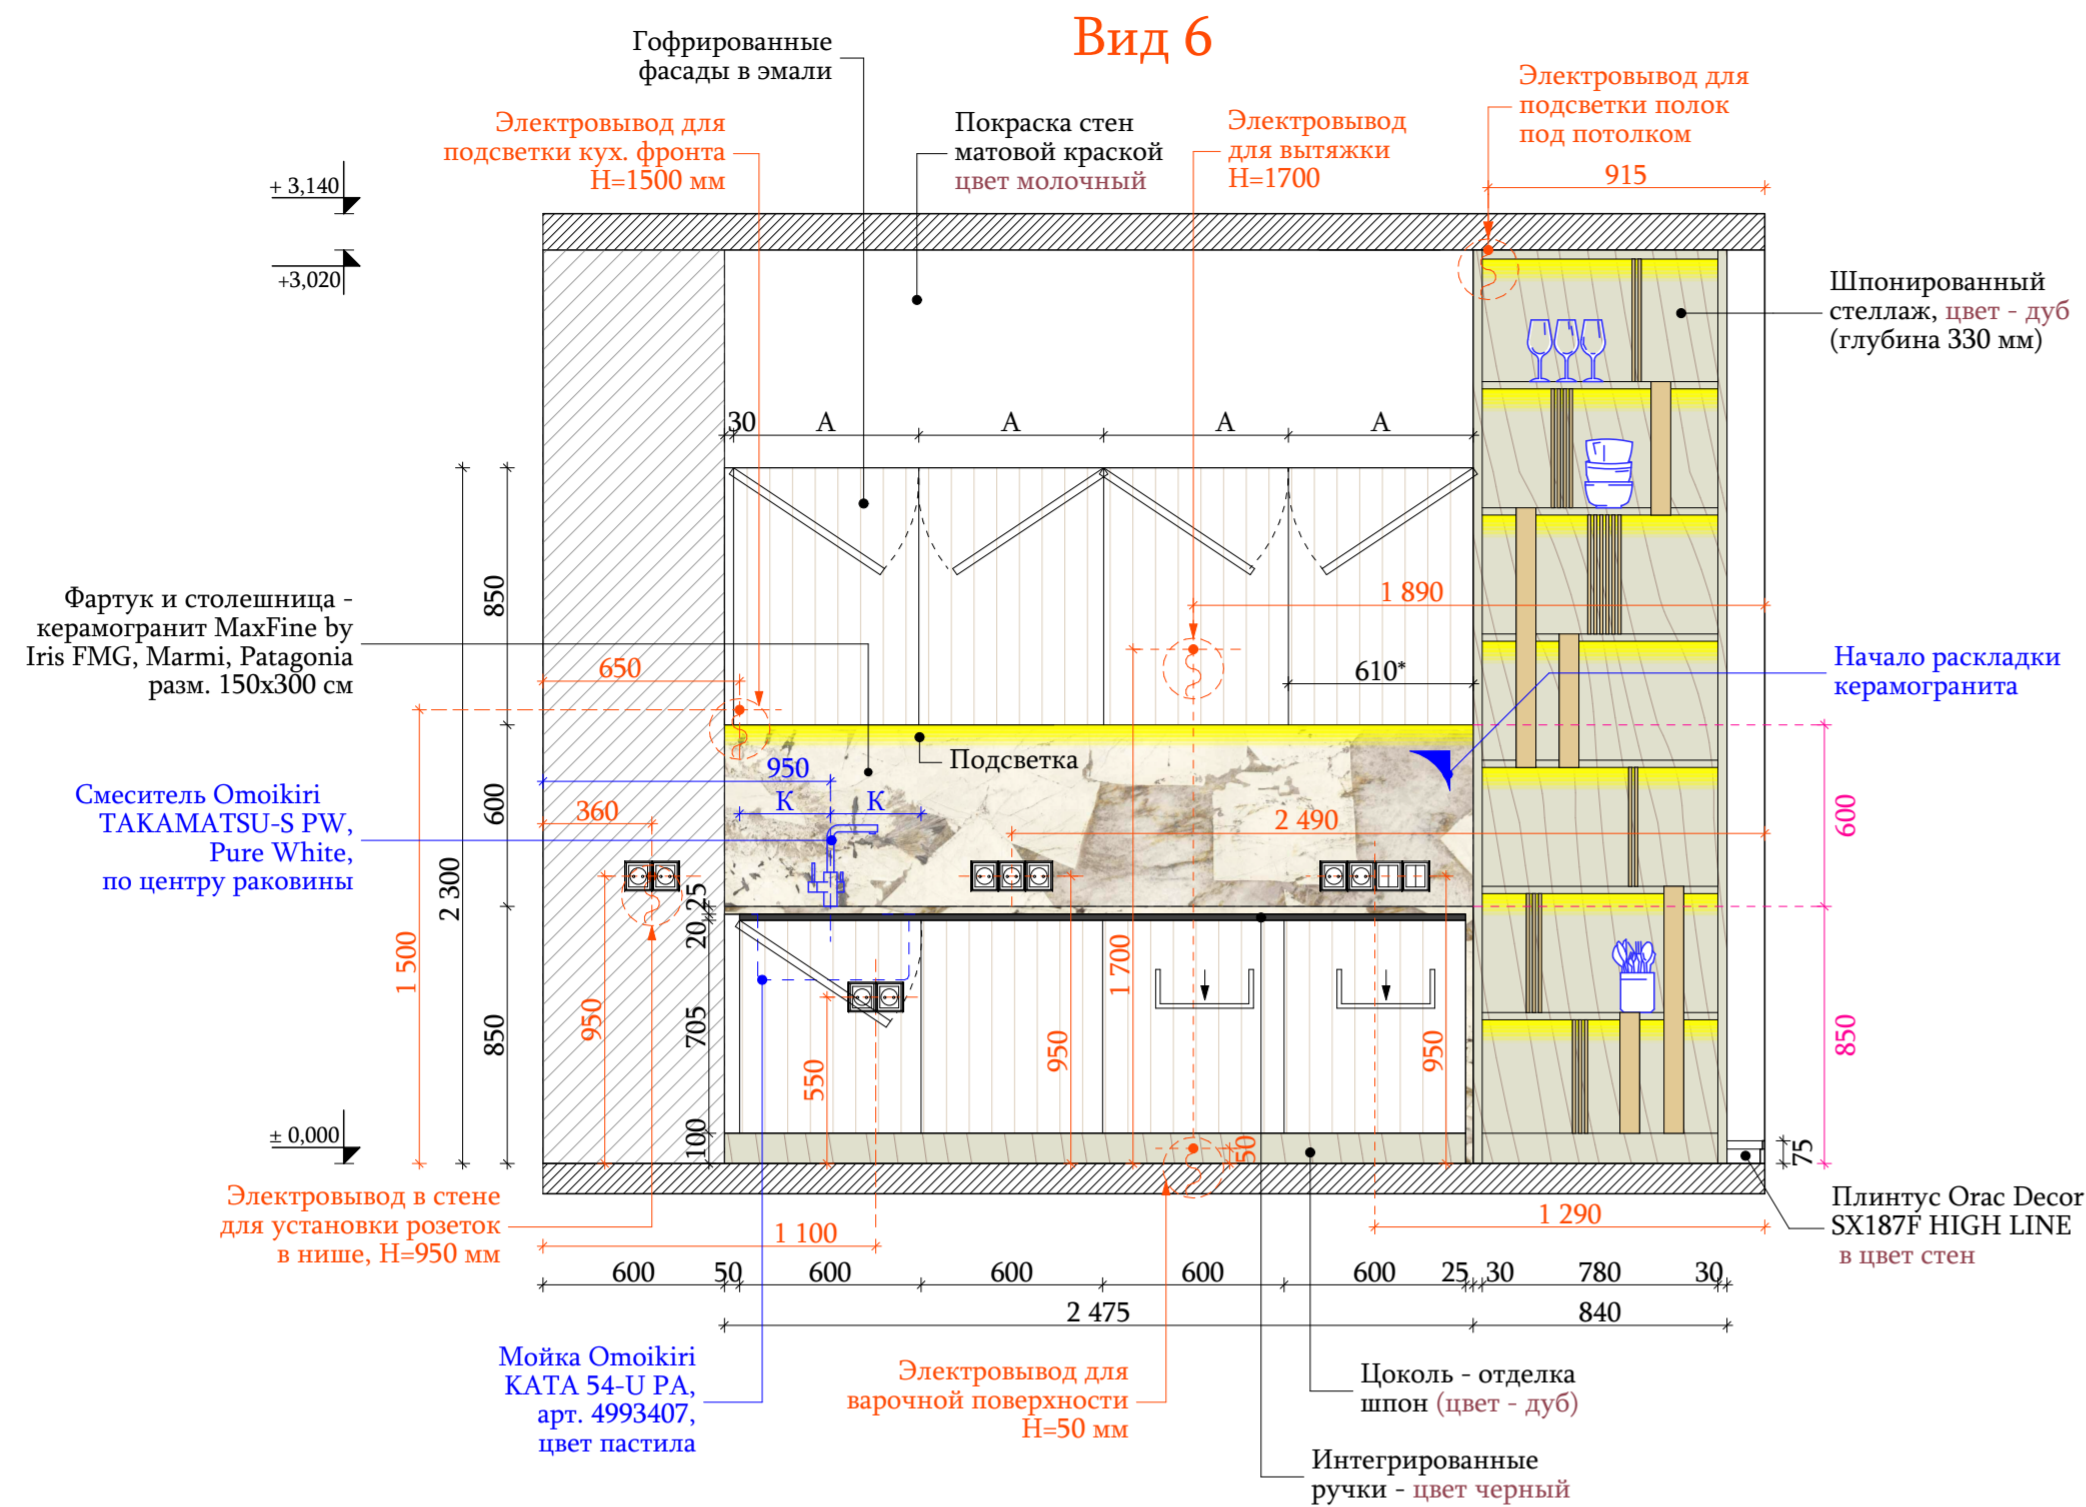 Вид 6
Гофрированные
фасады в эмали
Электровывод для
подсветки кух. фронта
H=1500 мм
Покраска стен
матовой краской
цвет молочный
Электровывод
для вытяжки
H=1700
Электровывод для
подсветки полок
под потолком
915
+ 3,140
+3,020
Шпонированный
стеллаж, цвет - дуб
(глубина 330 мм)
30 А А А А
850
1 890
Фартук и столешница -
керамогранит MaxFine by
Iris FMG, Marmi, Patagonia
разм. 150x300 см
650
610*
Начало раскладки
керамогранита
Подсветка
950
К К
Смеситель Omoikiri
TAKAMATSU-S PW,
Pure White,
по центру раковины
360
600
2 490
600
2 300
25
20
1 500
950
850
705
550
950
1 700
950
850
100
50
75
± 0,000
Электровывод в стене
для установки розеток
в нише, H=950 мм
Плинтус Orac Decor
SX187F HIGH LINE
в цвет стен
1 100
1 290
600 50 600 600 600 600 25 30 780 30
2 475 840
Мойка Omoikiri
KATA 54-U PA,
арт. 4993407,
цвет пастила
Электровывод для
варочной поверхности
H=50 мм
Цоколь - отделка
шпон (цвет - дуб)
Интегрированные
ручки - цвет черный